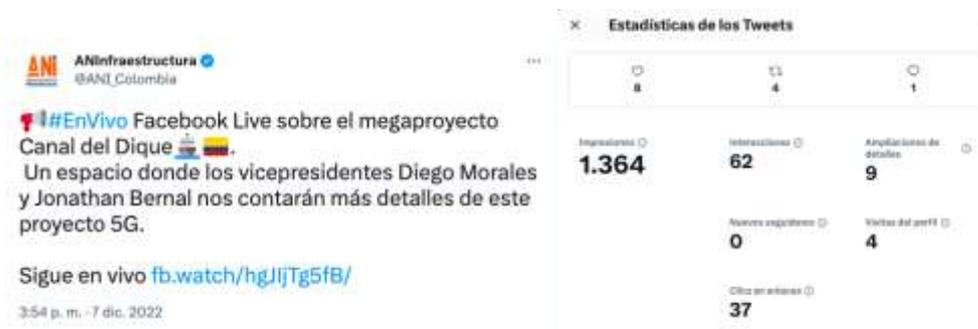 ANI
ANInfraestructura
@ANI_Colombia
#EnVivo Facebook Live sobre el megaproyecto
Canal del Dique.
Un espacio donde los vicepresidentes Diego Morales
y Jonathan Bernal nos contarán más detalles de este
proyecto 5G.
Sigue en vivo fb.watch/hgJIjTg5fB/
3:54 p. m. · 7 dic. 2022
Estadísticas de los Tweets
8 4 1
Impresiones
1.364
Interacciones
62
Ampliaciones de
detalles
9
Nuevos seguidores
0
Visitas del perfil
4
Clics en enlaces
37